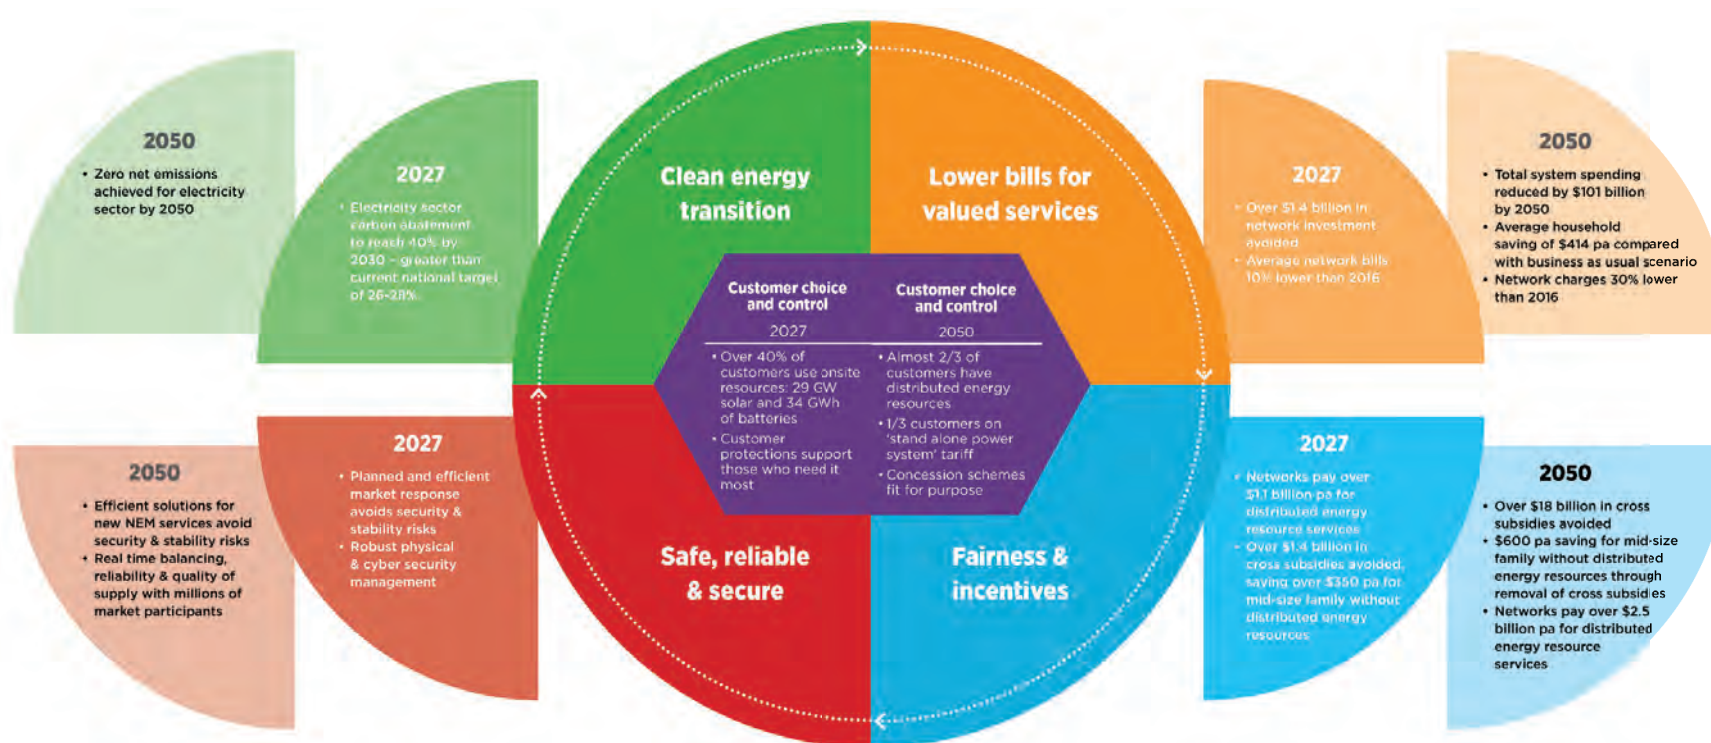 2050
• Zero net emissions
achieved for electricity
sector by 2050
2027
• Electricity sector
carbon abatement
to reach 40% by
2030 – greater than
current national target
of 26-28%.
Clean energy
transition
Lower bills for
valued services
2027
• Over $1.4 billion in
network investment
avoided
• Average network bills
10% lower than 2016
2050
• Total system spending
reduced by $101 billion
by 2050
• Average household
saving of $414 pa compared
with business as usual scenario
• Network charges 30% lower
than 2016
Customer choice
and control
2027
• Over 40% of
customers use onsite
resources: 29 GW
solar and 34 GWh
of batteries
• Customer
protections support
those who need it
most
Customer choice
and control
2050
• Almost 2/3 of
customers have
distributed energy
resources
• 1/3 customers on
‘stand alone power
system’ tariff
• Concession schemes
fit for purpose
2050
• Efficient solutions for
new NEM services avoid
security & stability risks
• Real time balancing,
reliability & quality of
supply with millions of
market participants
2027
• Planned and efficient
market response
avoids security &
stability risks
• Robust physical
& cyber security
management
Safe, reliable
& secure
Fairness &
incentives
2027
• Networks pay over
$1.1 billion pa for
distributed energy
resource services
• Over $1.4 billion in
cross subsidies avoided,
saving over $350 pa for
mid-size family without
distributed energy
resources
2050
• Over $18 billion in cross
subsidies avoided
• $600 pa saving for mid-size
family without distributed
energy resources through
removal of cross subsidies
• Networks pay over $2.5
billion pa for distributed
energy resource
services